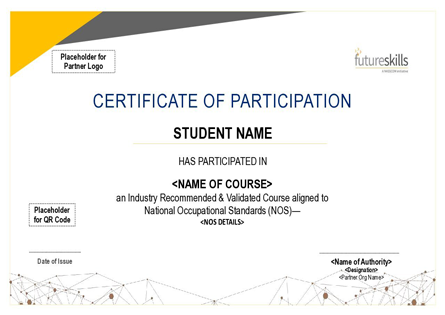 Placeholder for
Partner Logo
futureskills
A NASSCOM Initiative
CERTIFICATE OF PARTICIPATION
STUDENT NAME
HAS PARTICIPATED IN
<NAME OF COURSE>
an Industry Recommended & Validated Course aligned to
National Occupational Standards (NOS)—
<NOS DETAILS>
Placeholder
for QR Code
Date of Issue
<Name of Authority>
<Designation>
<Partner Org Name>